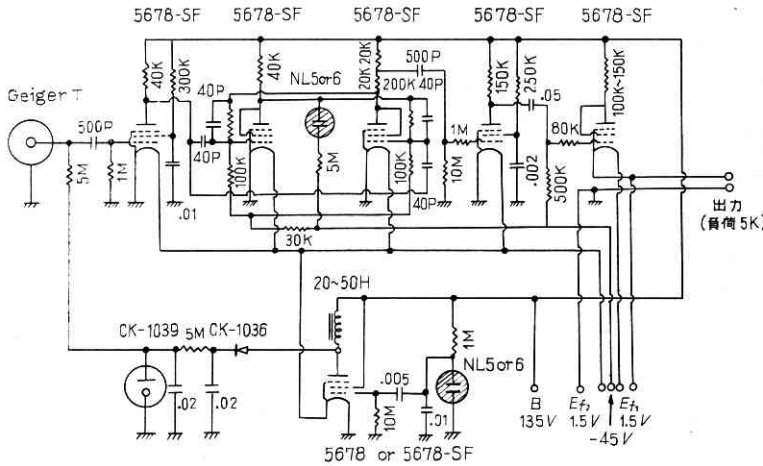 5678-SF 5678-SF 5678-SF 5678-SF 5678-SF
40K
300K
40K
20K 20K
500P
150K
250K
100K~150K
Geiger T
40P
NL5or6
200K 40P
.05
500P
40P
1M
80K
5M
1M
.01
100K
5M
100K
40P
10M
.002
500K
30K
出力
(負荷 5K)
20~50H
CK-1039 5M CK-1036
1M
NL5or6
.005
.02
.02
10M
.01
B
135V
Ef1
1.5V
-45V
Ef1
1.5V
5678 or 5678-SF